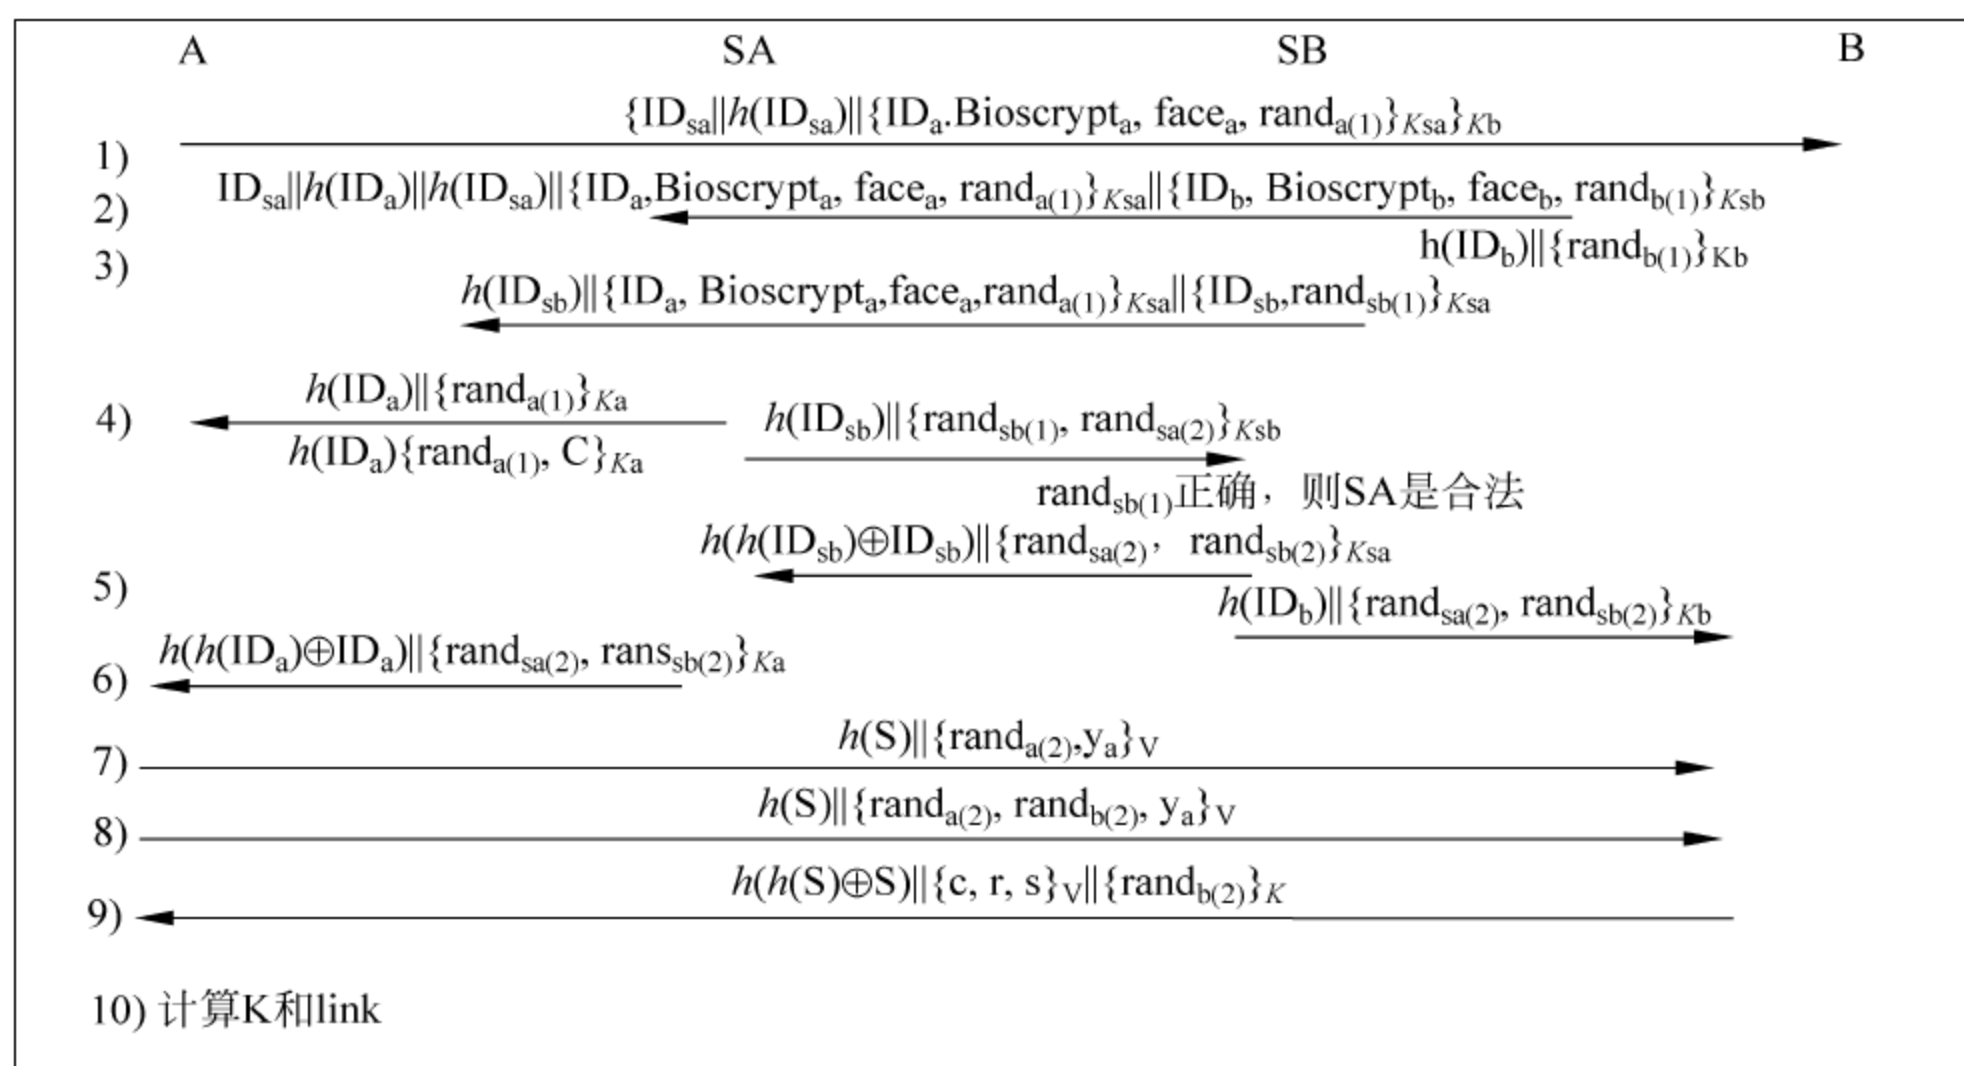 A SA SB B
{IDsa||h(IDsa)||{IDa.Bioscrypta, facea, randa(1)}Ksa}Kb
1)
IDsa||h(IDa)||h(IDsa)||{IDa,Bioscrypta, facea, randa(1)}Ksa||{IDb, Bioscryptb, faceb, randb(1)}Ksb
2)
h(IDb)||{randb(1)}Kb
3)
h(IDsb)||{IDa, Bioscrypta,facea,randa(1)}Ksa||{IDsb,randsb(1)}Ksa
h(IDa)||{randa(1)}Ka
4)
h(IDsb)||{randsb(1), randsa(2)}Ksb
h(IDa){randa(1), C}Ka
randsb(1)正确，则SA是合法
h(h(IDsb)⊕IDsb)||{randsa(2)，randsb(2)}Ksa
5)
h(IDb)||{randsa(2), randsb(2)}Kb
h(h(IDa)⊕IDa)||{randsa(2), ranssb(2)}Ka
6)
h(S)||{randa(2),ya}V
7)
h(S)||{randa(2), randb(2), ya}V
8)
h(h(S)⊕S)||{c, r, s}V||{randb(2)}K
9)
10) 计算K和link